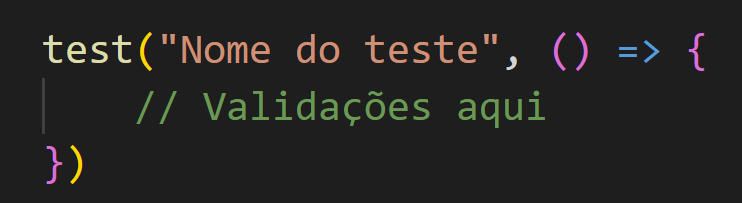 test("Nome do teste", () => {
    // Validações aqui
})